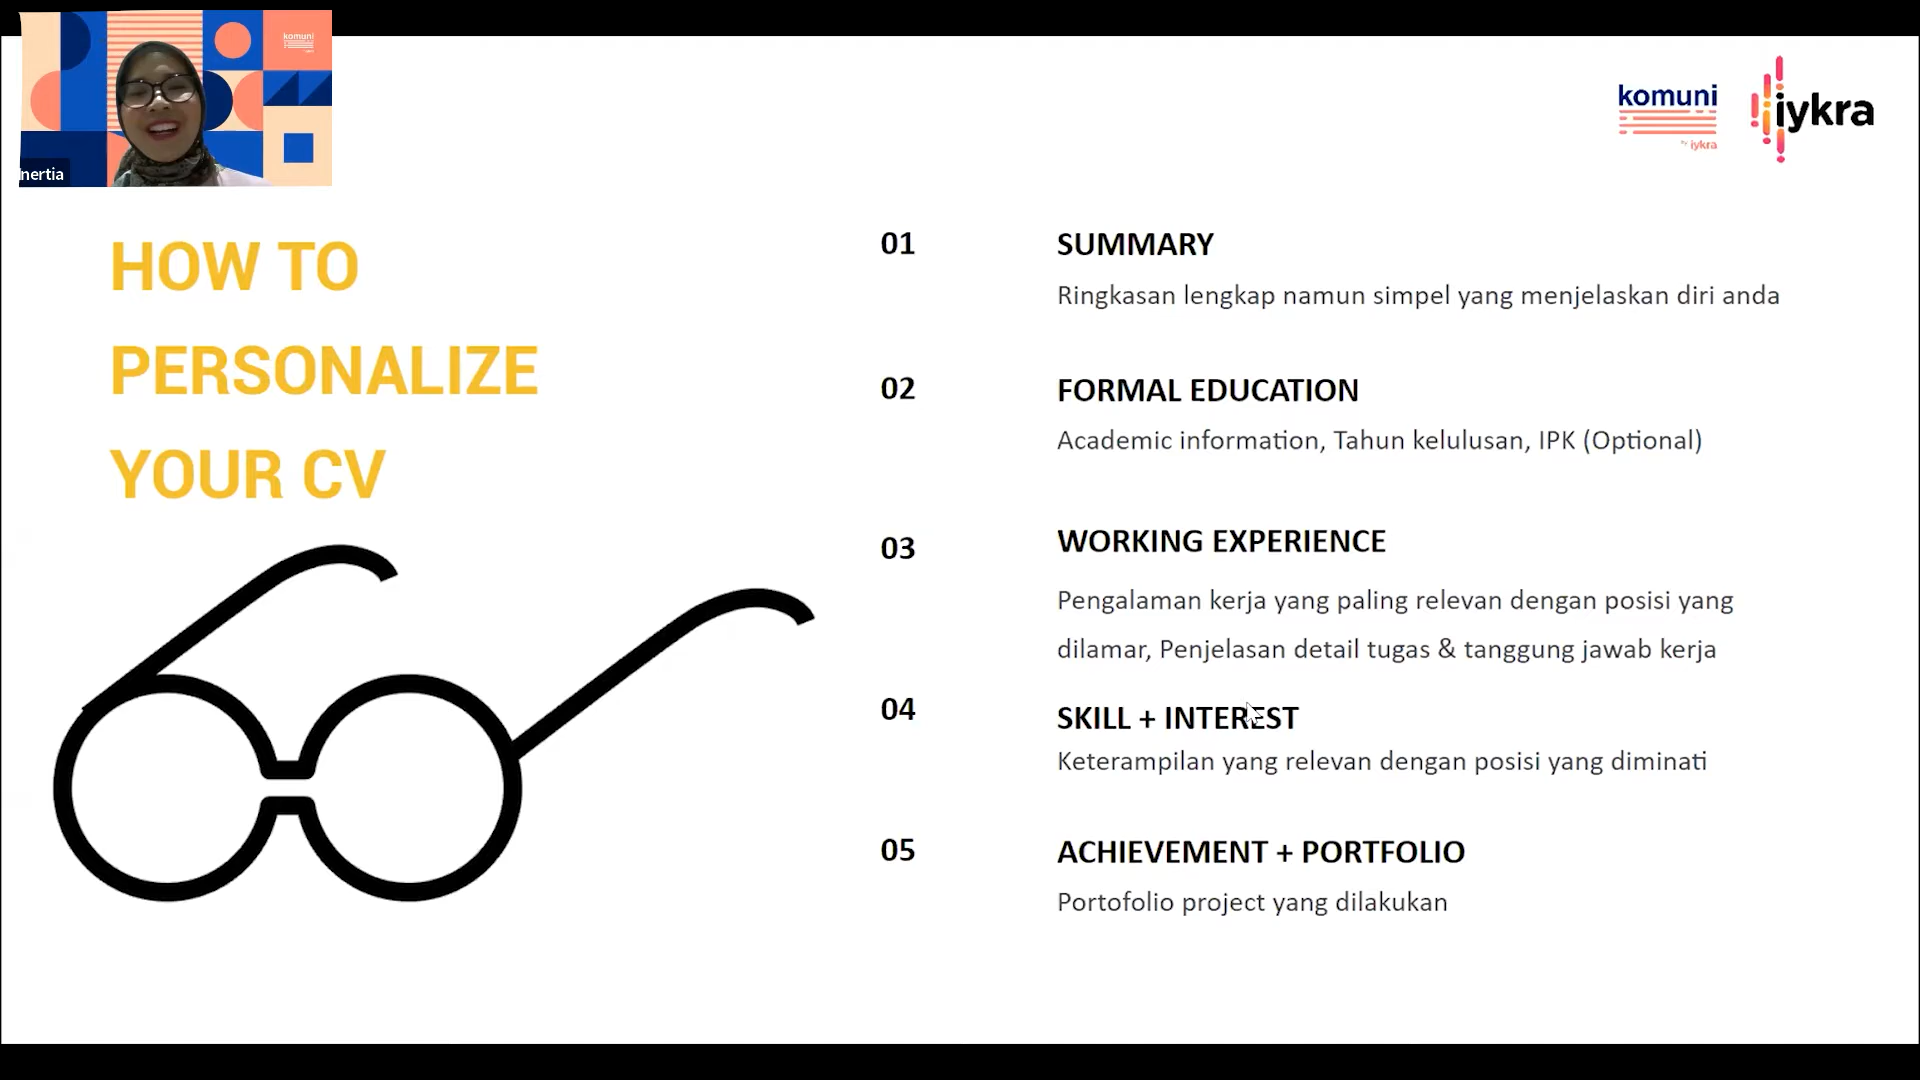 komuni
nertia
komuni
by iykra
iykra
HOW TO
PERSONALIZE
YOUR CV
01
SUMMARY
Ringkasan lengkap namun simpel yang menjelaskan diri anda
02
FORMAL EDUCATION
Academic information, Tahun kelulusan, IPK (Optional)
03
WORKING EXPERIENCE
Pengalaman kerja yang paling relevan dengan posisi yang
dilamar, Penjelasan detail tugas & tanggung jawab kerja
04
SKILL + INTEREST
Keterampilan yang relevan dengan posisi yang diminati
05
ACHIEVEMENT + PORTFOLIO
Portofolio project yang dilakukan